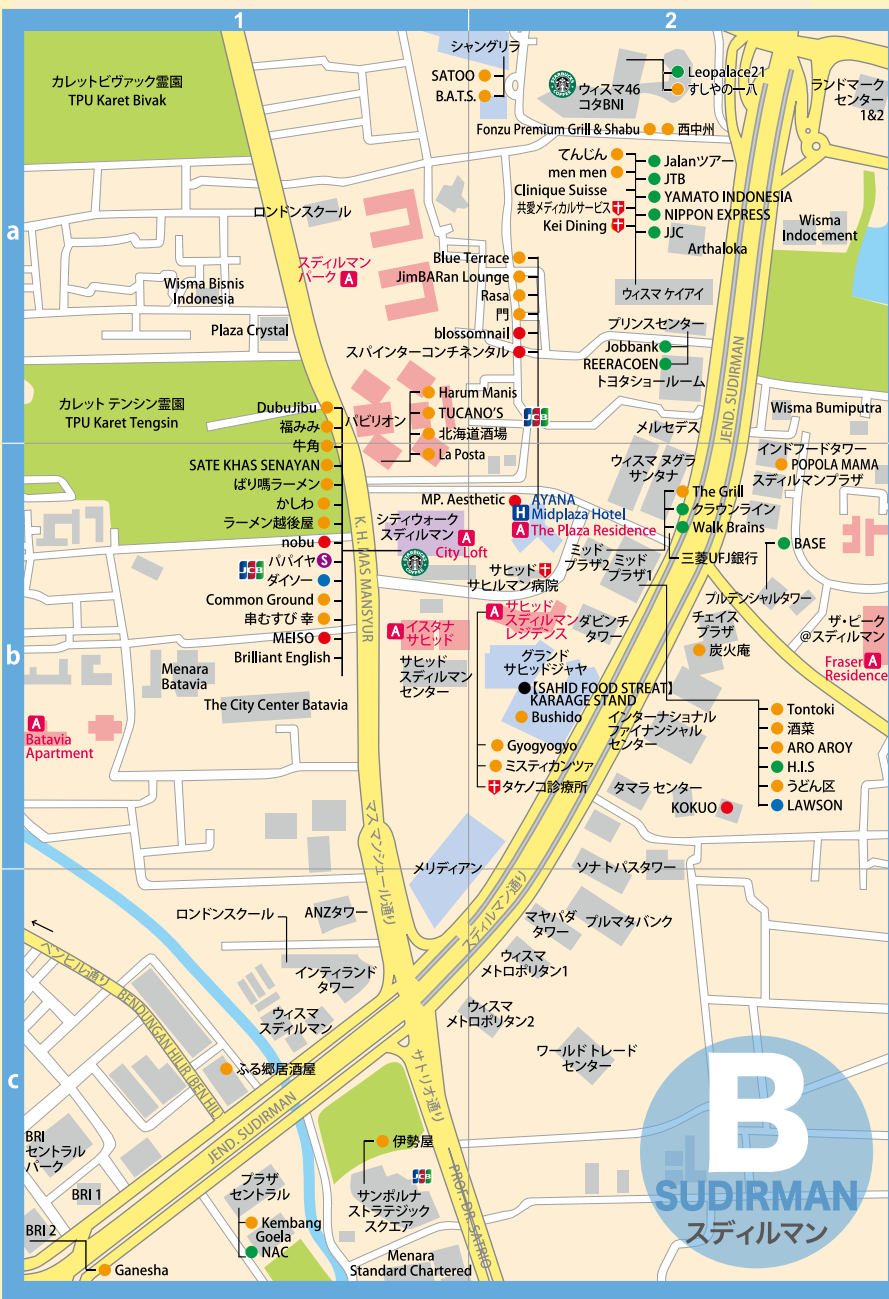 1
2
a
b
c
シャングリラ
SATOO
B.A.T.S.
カレットビヴァック霊園
TPU Karet Bivak
STARBUCKS COFFEE
ウィスマ46
コタBNI
Leopalace21
すしやの一八
ランドマーク
センター
1&2
Fonzu Premium Grill & Shabu
西中州
てんじん
men men
Clinique Suisse
共愛メディカルサービス
Kei Dining
Jalanツアー
JTB
YAMATO INDONESIA
NIPPON EXPRESS
JJC
Arthaloka
Wisma
Indocement
ウィスマ ケイアイ
ロンドンスクール
スディルマン
パーク A
Wisma Bisnis
Indonesia
Plaza Crystal
Blue Terrace
JimBARan Lounge
Rasa
門
blossomnail
スパインターコンチネンタル
プリンスセンター
Jobbank
REERACOEN
トヨタショールーム
JEND. SUDIRMAN
カレット テンシン霊園
TPU Karet Tengsin
DubuJibu
福みみ
牛角
SATE KHAS SENAYAN
ばり嗎ラーメン
かしわ
ラーメン越後屋
nobu
パパイヤ S
JCB
ダイソー
Common Ground
串むすび 幸
MEISO
Brilliant English
パビリオン
Harum Manis
TUCANO'S
北海道酒場
La Posta
JCB
メルセデス
Wisma Bumiputra
ウィスマ ヌグラ
サンタナ
インドフードタワー
POPOLA MAMA
スディルマンプラザ
MP. Aesthetic
AYANA
H Midplaza Hotel
A The Plaza Residence
The Grill
クラウンライン
Walk Brains
三菱UFJ銀行
BASE
プルデンシャルタワー
K. H. MAS MANSYUR
シティウォーク
スディルマン
A
City Loft
ミッド
プラザ2
ミッド
プラザ1
サヒッド
サヒルマン病院
A サヒッド
スディルマン
レジデンス
ダビンチ
タワー
チェイス
プラザ
炭火庵
ザ・ピーク
@スディルマン
Fraser A
Residence
A イスタナ
サヒッド
サヒッド
スディルマン
センター
グランド
サヒッドジャヤ
【SAHID FOOD STREAT】
KARAAGE STAND
Bushido
インターナショナル
ファイナンシャル
センター
Gyogyogyo
ミスティカンツァ
タケノコ診療所
Menara
Batavia
The City Center Batavia
A
Batavia
Apartment
Tontoki
酒菜
ARO AROY
H.I.S
うどん区
LAWSON
タマラ センター
KOKUO
マス マンシュール通り
メリディアン
ソナトパスタワー
スディルマン通り
マヤパダ
タワー
プルマタバンク
ウィスマ
メトロポリタン1
ウィスマ
メトロポリタン2
ワールド トレード
センター
ロンドンスクール
ANZタワー
インティランド
タワー
ウィスマ
スディルマン
←
ベンヒル通り
BENDUNGAN HILIR (BEN HIL)
ふる郷居酒屋
JEND. SUDIRMAN
サトリオ通り
PROF. DR. SATRIO
伊勢屋
JCB
サンポルナ
ストラテジック
スクエア
BRI
セントラル
パーク
BRI 1
BRI 2
Ganesha
プラザ
セントラル
Kembang
Goela
NAC
Menara
Standard Chartered
B
SUDIRMAN
スディルマン